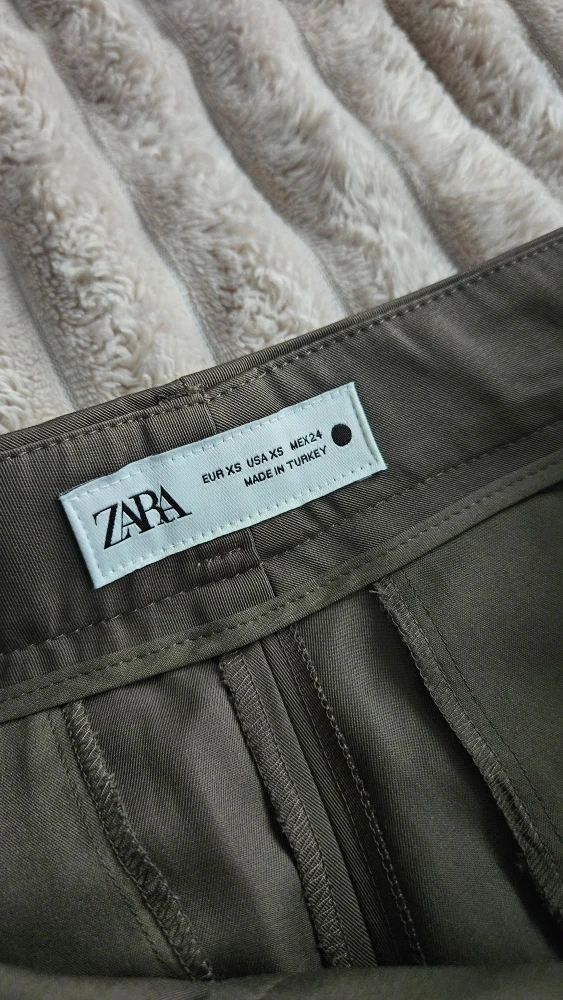 ZARA
EUR XS USA XS MEX 24
MADE IN TURKEY